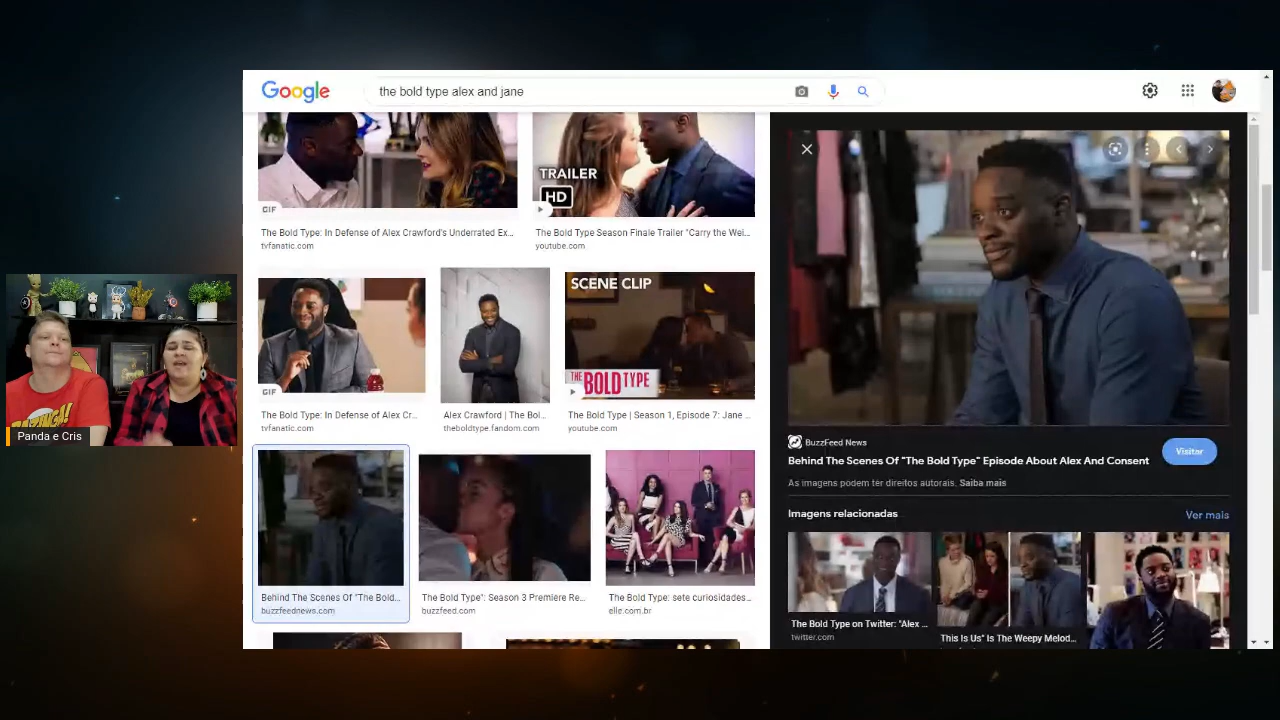 Google
the bold type alex and jane
GIF
The Bold Type: In Defense of Alex Crawford's Underrated Ex...
tvfanatic.com
TRAILER
HD
The Bold Type Season Finale Trailer "Carry the Wei...
youtube.com
GIF
The Bold Type: In Defense of Alex Cr...
tvfanatic.com
Alex Crawford | The Bol...
theboldtype.fandom.com
SCENE CLIP
THE BOLD TYPE
The Bold Type | Season 1, Episode 7: Jane ...
youtube.com
Panda e Cris
Behind The Scenes Of "The Bold...
buzzfeednews.com
The Bold Type": Season 3 Premiere Re...
buzzfeed.com
The Bold Type: sete curiosidades...
elle.com.br
BuzzFeed News
Behind The Scenes Of "The Bold Type" Episode About Alex And Consent
Visitar
As imagens podem ter direitos autorais. Saiba mais
Imagens relacionadas
Ver mais
The Bold Type on Twitter: "Alex ...
twitter.com
This Is Us" Is The Weepy Melod...